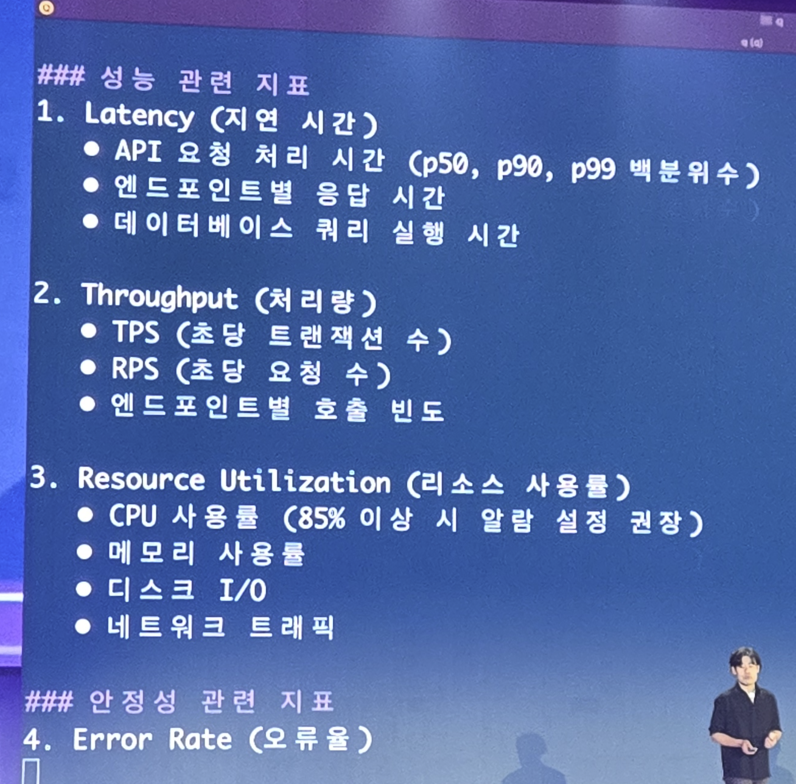 ### 성능 관련 지표
1. Latency (지연 시간)
● API 요청 처리 시간 (p50, p90, p99 백분위수)
● 엔드포인트별 응답 시간
● 데이터베이스 쿼리 실행 시간
2. Throughput (처리량)
● TPS (초당 트랜잭션 수)
● RPS (초당 요청 수)
● 엔드포인트별 호출 빈도
3. Resource Utilization (리소스 사용률)
● CPU 사용률 (85% 이상 시 알람 설정 권장)
● 메모리 사용률
● 디스크 I/O
● 네트워크 트래픽
### 안정성 관련 지표
4. Error Rate (오류율)